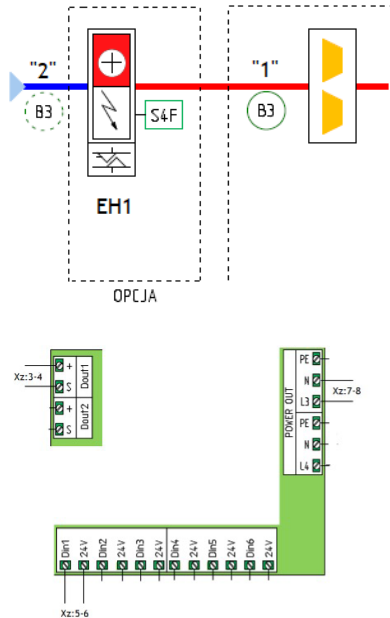 "2"
"1"
B3
S4F
B3
EH1
OPCJA
Xz:3-4
+
S
Dout1
+
S
Dout2
POWER OUT
PE
N
L3
PE
N
L4
Xz:7-8
Din1
24V
Din2
24V
Din3
24V
Din4
24V
Din5
24V
Din6
24V
Xz:5-6